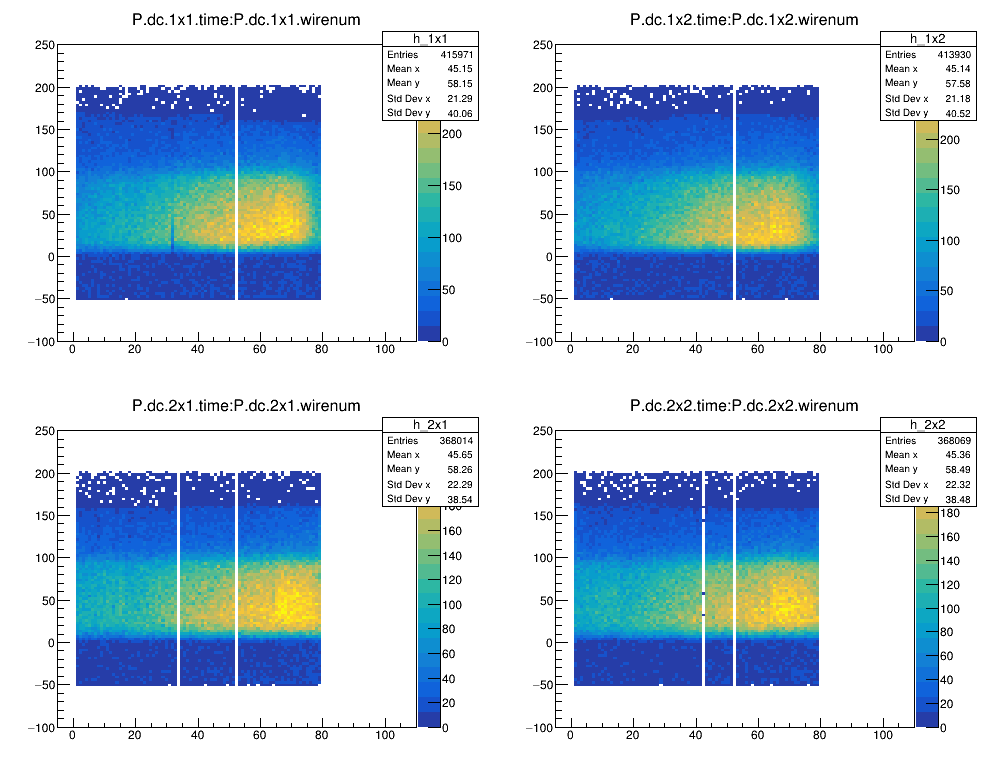 P.dc.1x1.time:P.dc.1x1.wirenum
h_1x1
Entries 415971
Mean x 45.15
Mean y 58.15
Std Dev x 21.29
Std Dev y 40.06
250
200
150
100
50
0
−50
−100
0 20 40 60 80 100
200
150
100
50
0
P.dc.1x2.time:P.dc.1x2.wirenum
h_1x2
Entries 413930
Mean x 45.14
Mean y 57.58
Std Dev x 21.18
Std Dev y 40.52
250
200
150
100
50
0
−50
−100
0 20 40 60 80 100
200
150
100
50
0
P.dc.2x1.time:P.dc.2x1.wirenum
h_2x1
Entries 368014
Mean x 45.65
Mean y 58.26
Std Dev x 22.29
Std Dev y 38.54
250
200
150
100
50
0
−50
−100
0 20 40 60 80 100
180
160
140
120
100
80
60
40
20
0
P.dc.2x2.time:P.dc.2x2.wirenum
h_2x2
Entries 368069
Mean x 45.36
Mean y 58.49
Std Dev x 22.32
Std Dev y 38.48
250
200
150
100
50
0
−50
−100
0 20 40 60 80 100
180
160
140
120
100
80
60
40
20
0